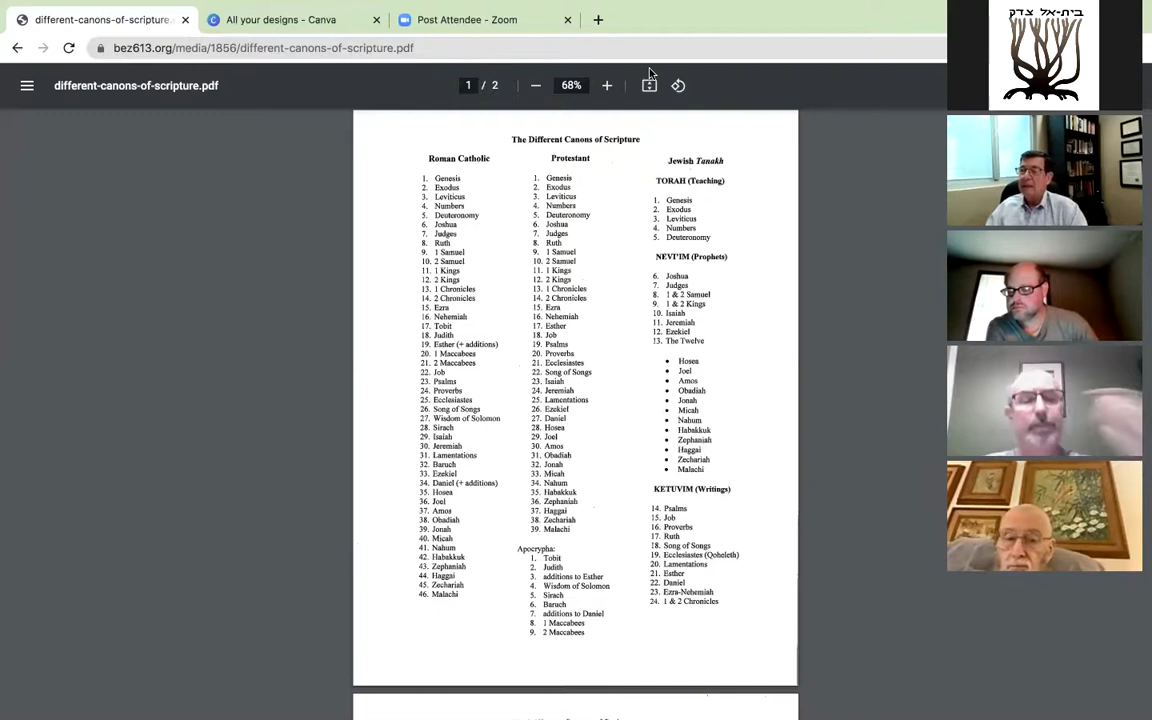 different-canons-of-scripture.
All your designs - Canva
Post Attendee - Zoom
bez613.org/media/1856/different-canons-of-scripture.pdf
different-canons-of-scripture.pdf
1 / 2
68%
בית-אל צדק
The Different Canons of Scripture
Roman Catholic
1. Genesis
2. Exodus
3. Leviticus
4. Numbers
5. Deuteronomy
6. Joshua
7. Judges
8. Ruth
9. 1 Samuel
10. 2 Samuel
11. 1 Kings
12. 2 Kings
13. 1 Chronicles
14. 2 Chronicles
15. Ezra
16. Nehemiah
17. Tobit
18. Judith
19. Esther (+ additions)
20. 1 Maccabees
21. 2 Maccabees
22. Job
23. Psalms
24. Proverbs
25. Ecclesiastes
26. Song of Songs
27. Wisdom of Solomon
28. Sirach
29. Isaiah
30. Jeremiah
31. Lamentations
32. Baruch
33. Ezekiel
34. Daniel (+ additions)
35. Hosea
36. Joel
37. Amos
38. Obadiah
39. Jonah
40. Micah
41. Nahum
42. Habakkuk
43. Zephaniah
44. Haggai
45. Zechariah
46. Malachi
Protestant
1. Genesis
2. Exodus
3. Leviticus
4. Numbers
5. Deuteronomy
6. Joshua
7. Judges
8. Ruth
9. 1 Samuel
10. 2 Samuel
11. 1 Kings
12. 2 Kings
13. 1 Chronicles
14. 2 Chronicles
15. Ezra
16. Nehemiah
17. Esther
18. Job
19. Psalms
20. Proverbs
21. Ecclesiastes
22. Song of Songs
23. Isaiah
24. Jeremiah
25. Lamentations
26. Ezekiel
27. Daniel
28. Hosea
29. Joel
30. Amos
31. Obadiah
32. Jonah
33. Micah
34. Nahum
35. Habakkuk
36. Zephaniah
37. Haggai
38. Zechariah
39. Malachi
Apocrypha:
1. Tobit
2. Judith
3. additions to Esther
4. Wisdom of Solomon
5. Sirach
6. Baruch
7. additions to Daniel
8. 1 Maccabees
9. 2 Maccabees
Jewish Tanakh
TORAH (Teaching)
1. Genesis
2. Exodus
3. Leviticus
4. Numbers
5. Deuteronomy
NEVI'IM (Prophets)
6. Joshua
7. Judges
8. 1 & 2 Samuel
9. 1 & 2 Kings
10. Isaiah
11. Jeremiah
12. Ezekiel
13. The Twelve
• Hosea
• Joel
• Amos
• Obadiah
• Jonah
• Micah
• Nahum
• Habakkuk
• Zephaniah
• Haggai
• Zechariah
• Malachi
KETUVIM (Writings)
14. Psalms
15. Job
16. Proverbs
17. Ruth
18. Song of Songs
19. Ecclesiastes (Qoheleth)
20. Lamentations
21. Esther
22. Daniel
23. Ezra-Nehemiah
24. 1 & 2 Chronicles